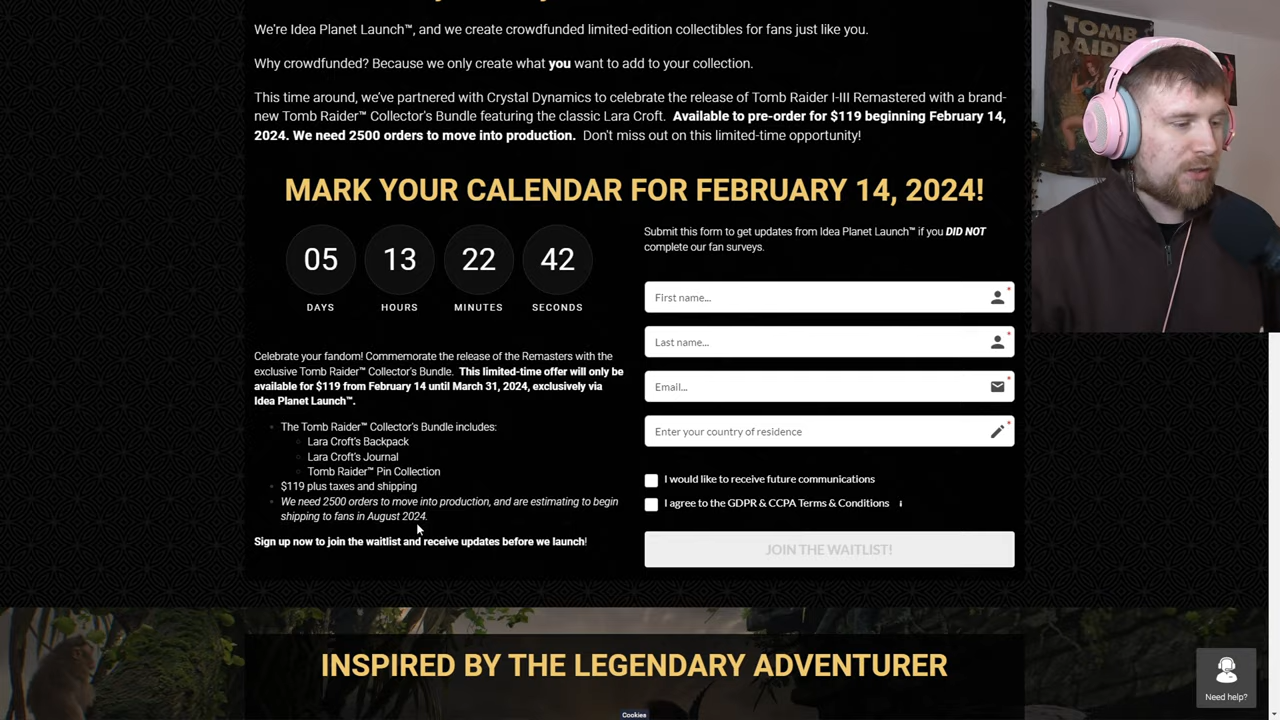 We're Idea Planet Launch™, and we create crowdfunded limited-edition collectibles for fans just like you.
Why crowdfunded? Because we only create what you want to add to your collection.
This time around, we've partnered with Crystal Dynamics to celebrate the release of Tomb Raider I-III Remastered with a brand-
new Tomb Raider™ Collector's Bundle featuring the classic Lara Croft. Available to pre-order for $119 beginning February 14,
2024. We need 2500 orders to move into production. Don't miss out on this limited-time opportunity!
MARK YOUR CALENDAR FOR FEBRUARY 14, 2024!
05 13 22 42
DAYS HOURS MINUTES SECONDS
Celebrate your fandom! Commemorate the release of the Remasters with the
exclusive Tomb Raider™ Collector's Bundle. This limited-time offer will only be
available for $119 from February 14 until March 31, 2024, exclusively via
Idea Planet Launch™.
The Tomb Raider™ Collector's Bundle includes:
Lara Croft's Backpack
Lara Croft's Journal
Tomb Raider™ Pin Collection
$119 plus taxes and shipping
We need 2500 orders to move into production, and are estimating to begin
shipping to fans in August 2024.
Sign up now to join the waitlist and receive updates before we launch!
Submit this form to get updates from Idea Planet Launch™ if you DID NOT
complete our fan surveys.
First name... *
Last name... *
Email... *
Enter your country of residence *
I would like to receive future communications
I agree to the GDPR & CCPA Terms & Conditions i
JOIN THE WAITLIST!
INSPIRED BY THE LEGENDARY ADVENTURER
Need help?
Cookies
TOMB
RAIDER